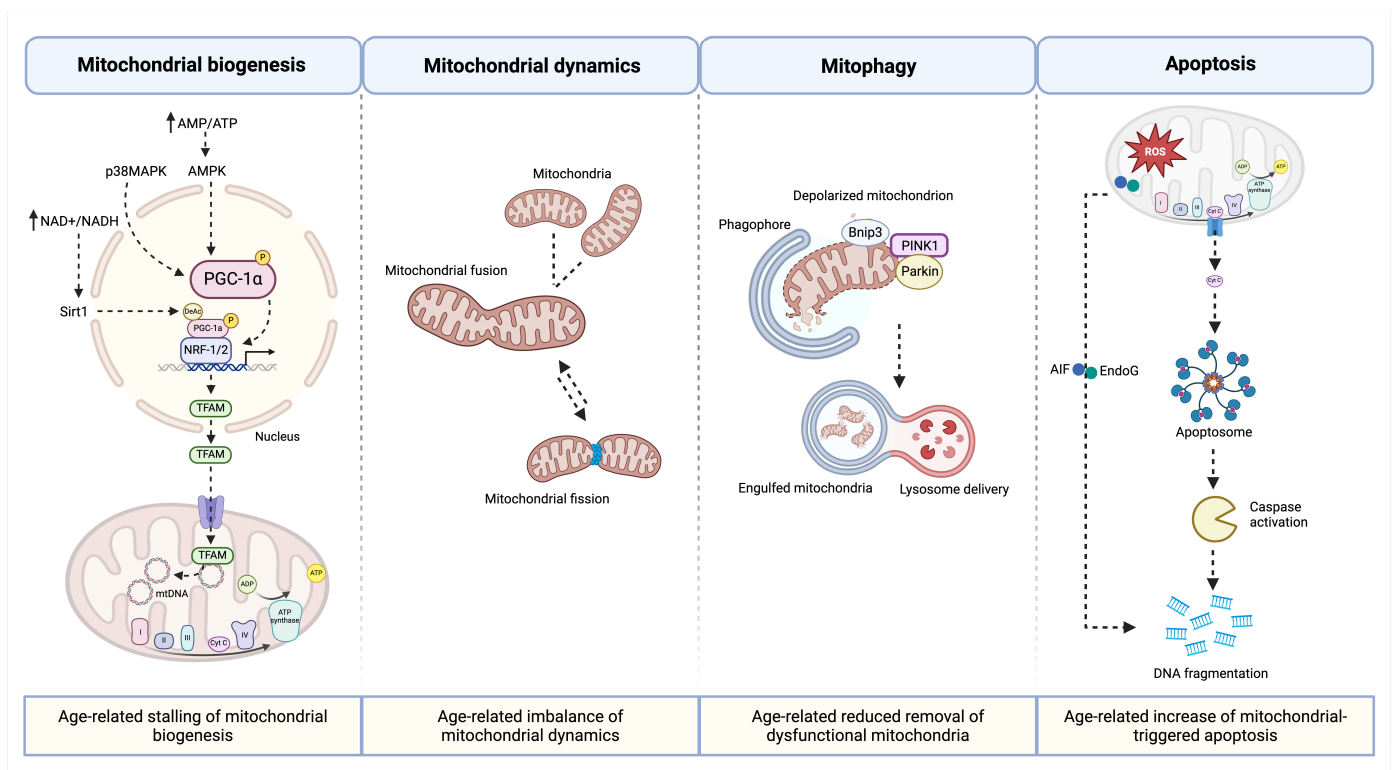 Mitochondrial biogenesis
AMP/ATP
p38MAPK
AMPK
NAD+/NADH
P
PGC-1α
Sirt1
DeAc
P
PGC-1a
NRF-1/2
TFAM
Nucleus
TFAM
TFAM
mtDNA
ADP
ATP
ATP
synthase
I
II
III
Cyt C
IV
Age-related stalling of mitochondrial
biogenesis
Mitochondrial dynamics
Mitochondria
Mitochondrial fusion
Mitochondrial fission
Age-related imbalance of
mitochondrial dynamics
Mitophagy
Depolarized mitochondrion
Phagophore
Bnip3
PINK1
Parkin
Engulfed mitochondria
Lysosome delivery
Age-related reduced removal of
dysfunctional mitochondria
Apoptosis
ROS
ADP
ATP
ATP
synthase
I
II
III
Cyt C
IV
Cyt C
AIF
EndoG
Apoptosome
Caspase
activation
DNA fragmentation
Age-related increase of mitochondrial-
triggered apoptosis